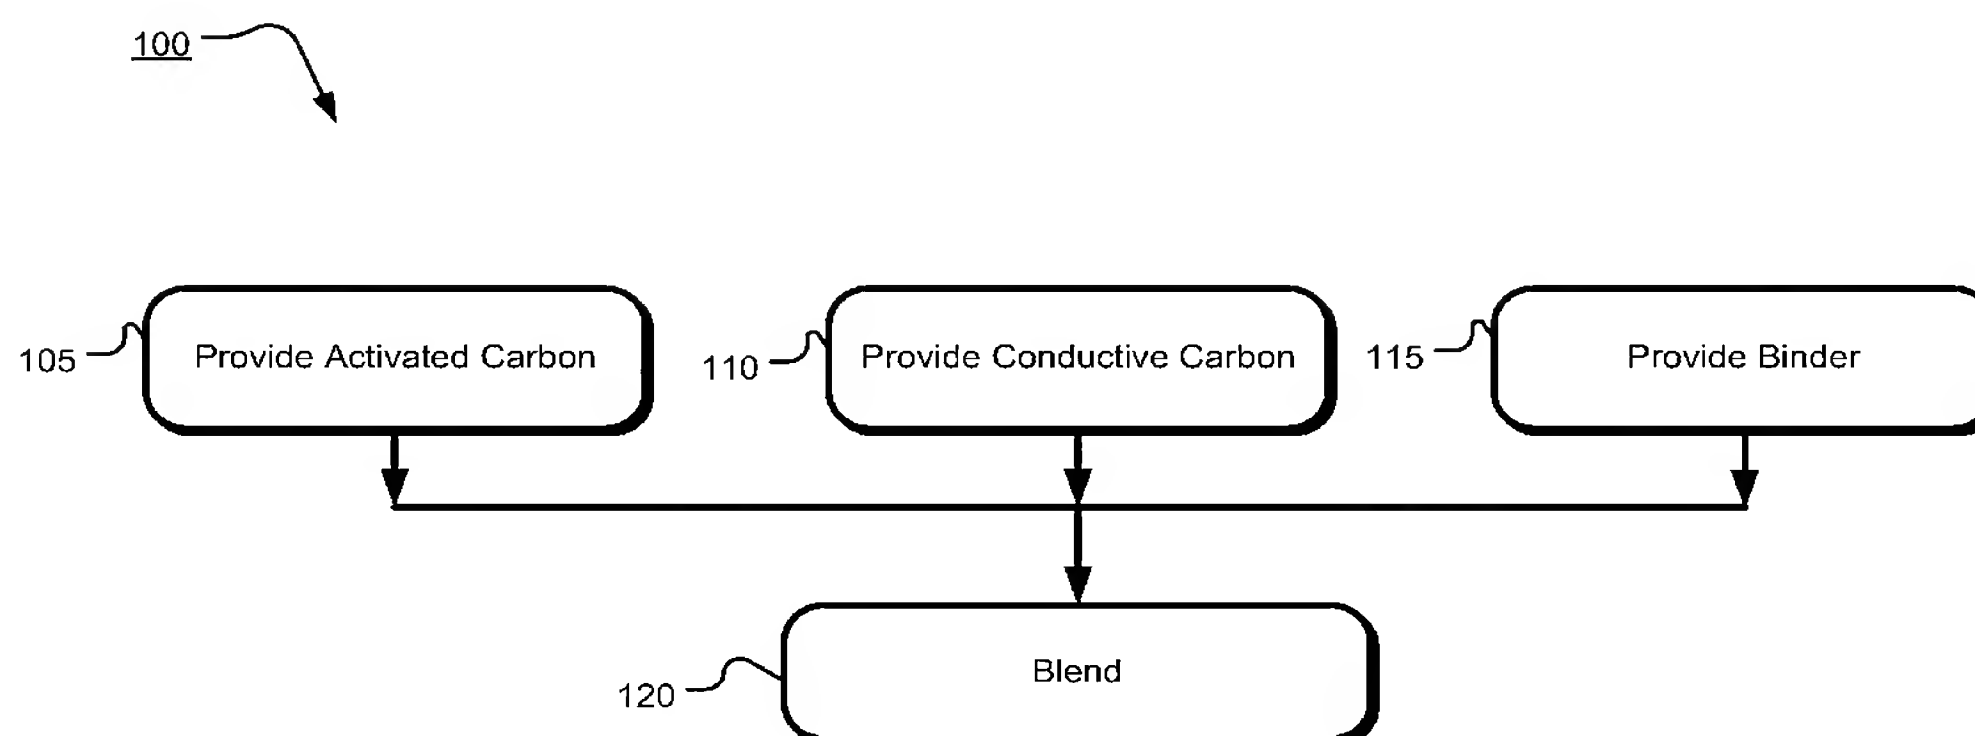 100
105
Provide Activated Carbon
110
Provide Conductive Carbon
115
Provide Binder
120
Blend